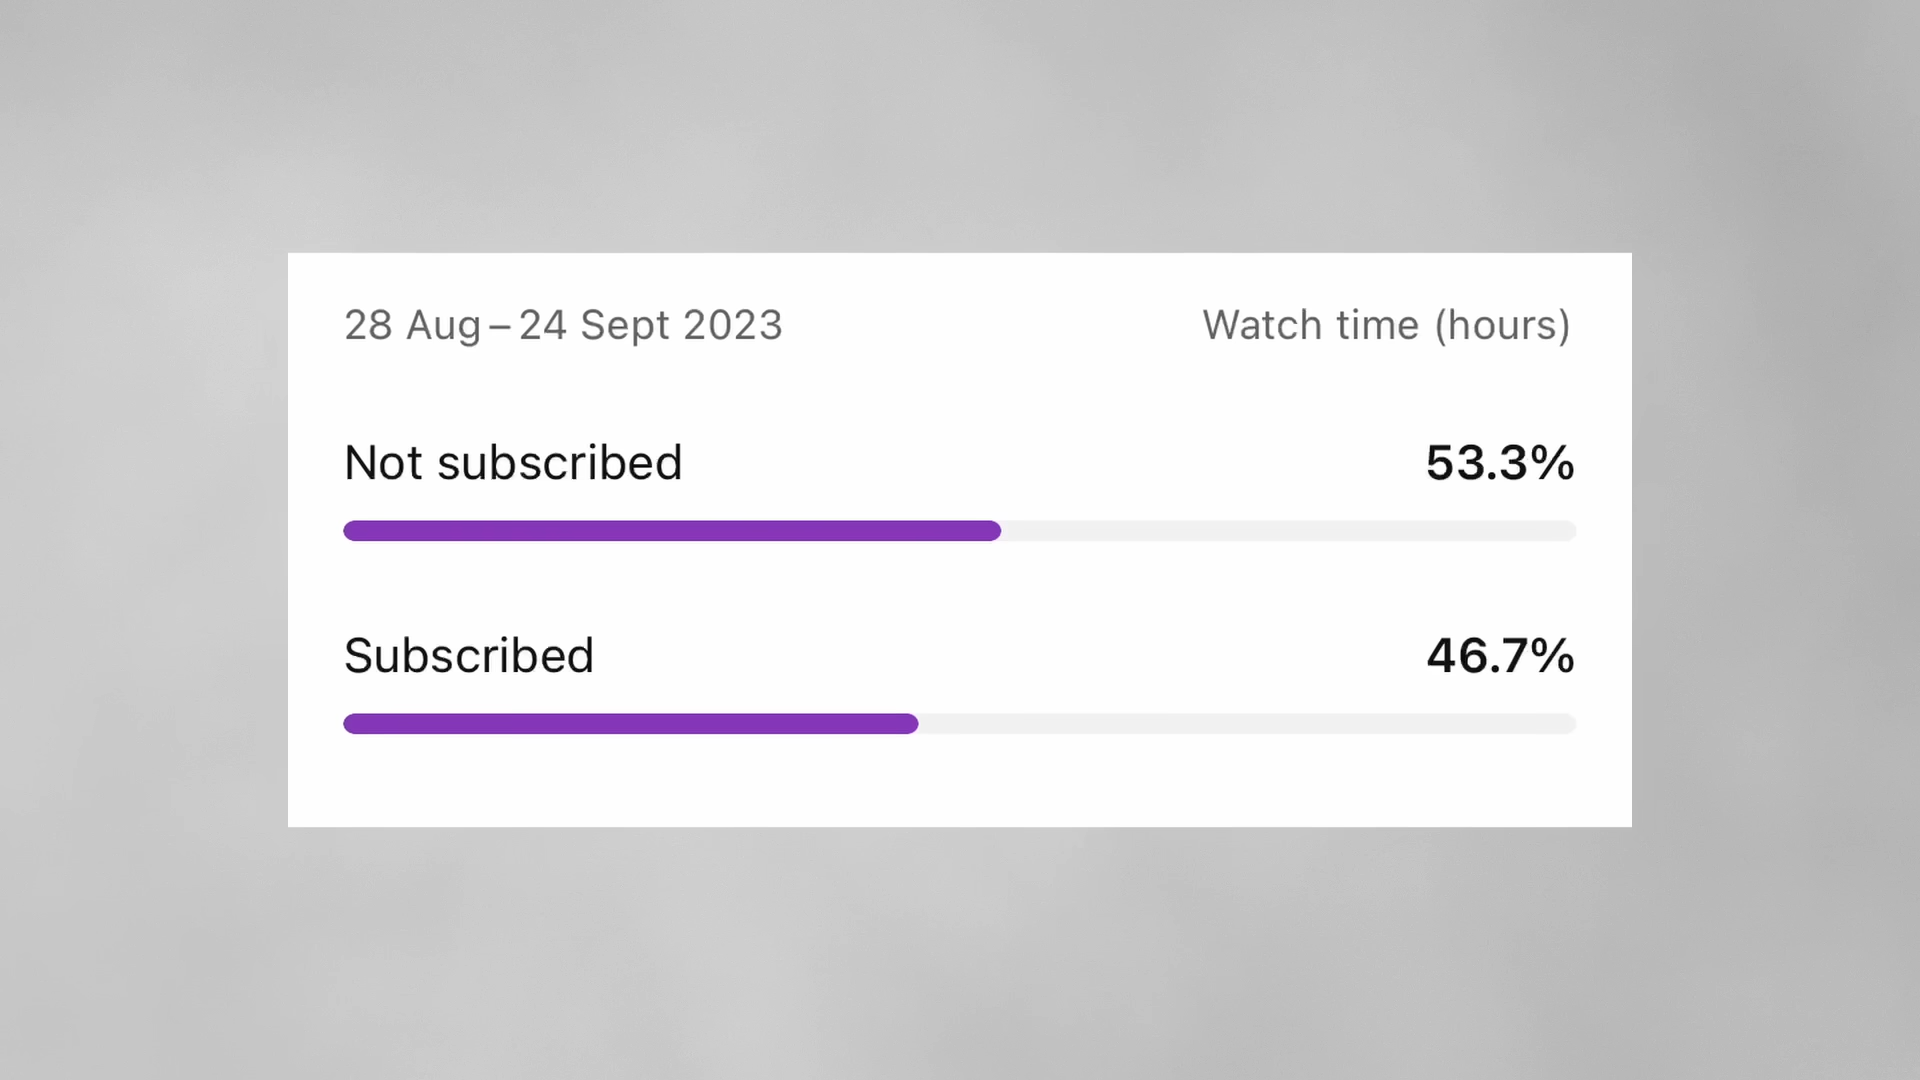 28 Aug – 24 Sept 2023 Watch time (hours)
Not subscribed 53.3%
Subscribed 46.7%